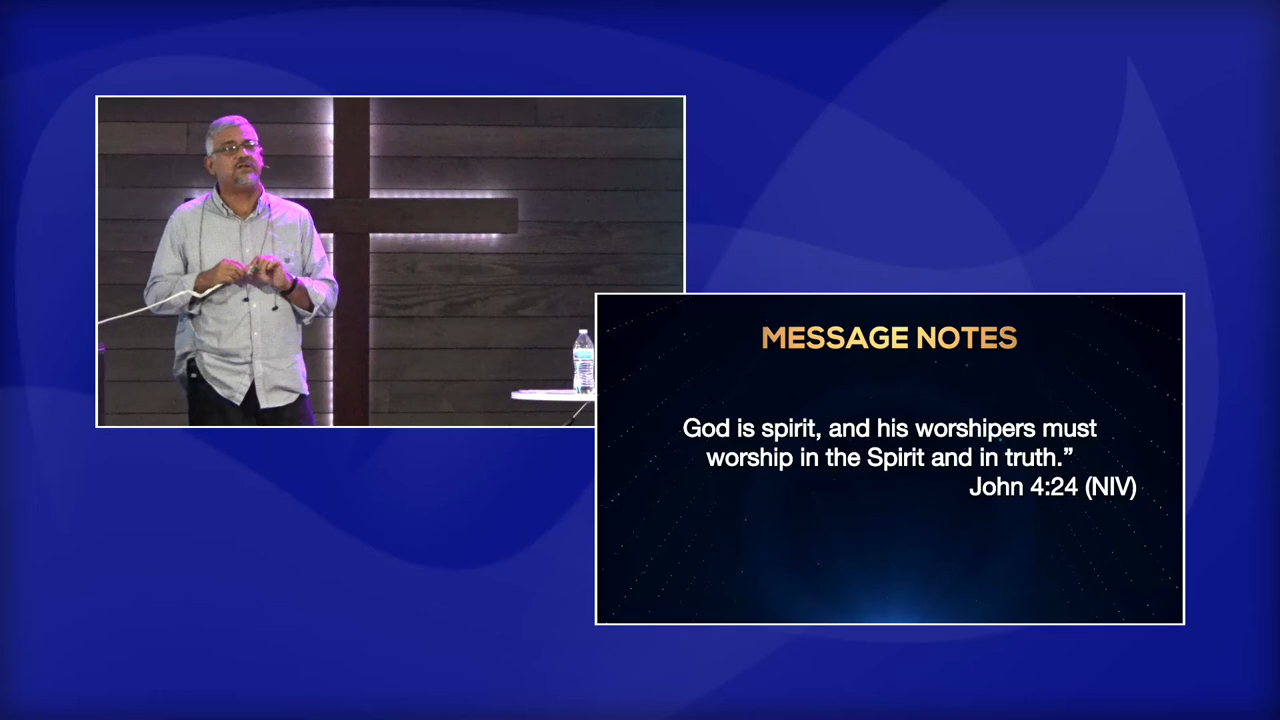 MESSAGE NOTES
God is spirit, and his worshipers must
worship in the Spirit and in truth.”
John 4:24 (NIV)